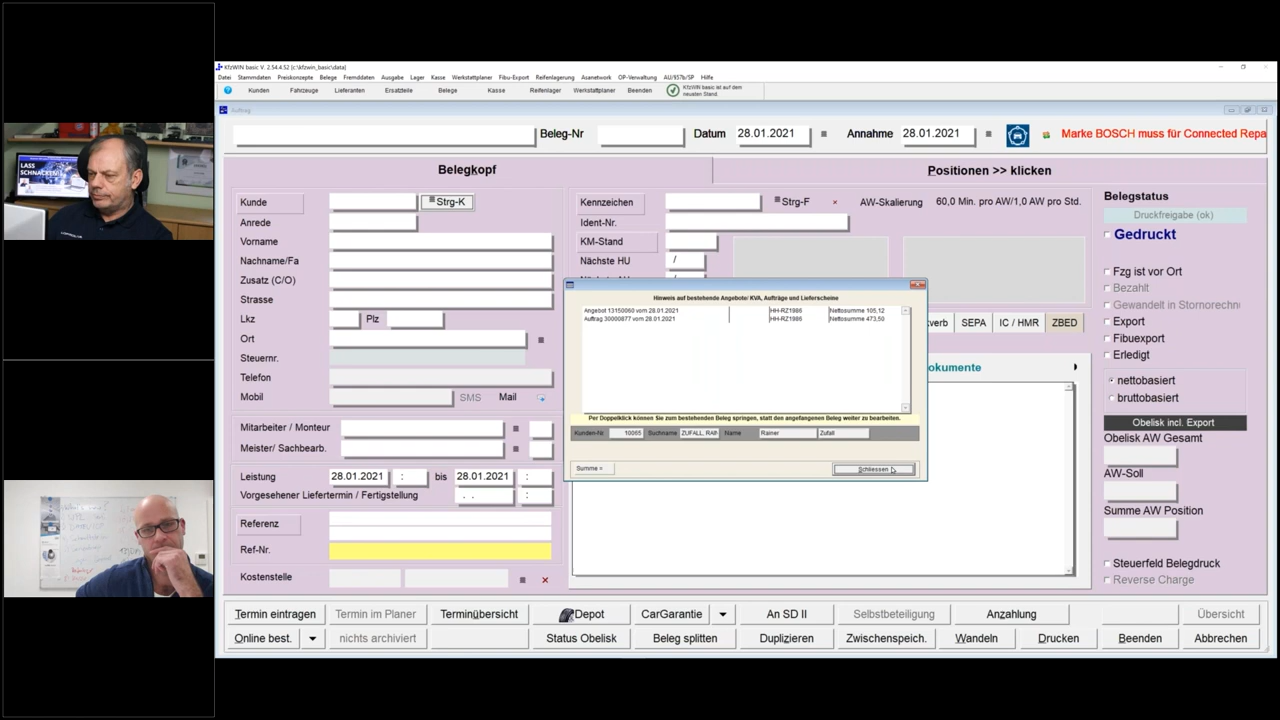 LASS
SCHNACKEN
KfzWIN basic V. 2.54.4.52 (c:\kfzwin_basic\data)
Datei Stammdaten Preiskonzepte Belege Fremddaten Ausgabe Lager Kasse Werkstattplaner Fibu-Export Reifenlagerung Asanetwork OP-Verwaltung AU/§57b/SP Hilfe
Kunden Fahrzeuge Lieferanten Ersatzteile Belege Kasse Reifenlager Werkstattplaner Beenden KfzWIN basic ist auf dem neusten Stand.
Auftrag
Beleg-Nr Datum 28.01.2021 Annahme 28.01.2021 Marke BOSCH muss für Connected Repa
Belegkopf Positionen >> klicken
Kunde Strg-K Kennzeichen Strg-F × AW-Skalierung 60,0 Min. pro AW/1,0 AW pro Std.
Anrede Ident-Nr.
Vorname KM-Stand
Nachname/Fa Nächste HU /
Zusatz (C/O)
Strasse
Lkz Plz
Ort
Steuernr.
Telefon
Mobil SMS Mail
Mitarbeiter / Monteur
Meister/ Sachbearb.
Leistung 28.01.2021 : bis 28.01.2021 :
Vorgesehener Liefertermin / Fertigstellung . . :
Referenz
Ref-Nr.
Kostenstelle ×
Hinweis auf bestehende Angebote/ KVA, Aufträge und Lieferscheine
Angebot 13150060 vom 28.01.2021 HH-RZ1986 Nettosumme 105,12
Auftrag 30000877 vom 28.01.2021 HH-RZ1986 Nettosumme 473,50
Per Doppelklick können Sie zum bestehenden Beleg springen, statt den angefangenen Beleg weiter zu bearbeiten.
Kunden-Nr 10065 Suchname ZUFALL, RAI Name Rainer Zufall
Summe = Schliessen
verb SEPA IC / HMR ZBED
okumente
Belegstatus
Druckfreigabe (ok)
Gedruckt
Fzg ist vor Ort
Bezahlt
Gewandelt in Stornorechn
Export
Fibuexport
Erledigt
nettobasiert
bruttobasiert
Obelisk incl. Export
Obelisk AW Gesamt
AW-Soll
Summe AW Position
Steuerfeld Belegdruck
Reverse Charge
Termin eintragen Termin im Planer Terminübersicht Depot CarGarantie An SD II Selbstbeteiligung Anzahlung Übersicht
Online best. nichts archiviert Status Obelisk Beleg splitten Duplizieren Zwischenspeich. Wandeln Drucken Beenden Abbrechen